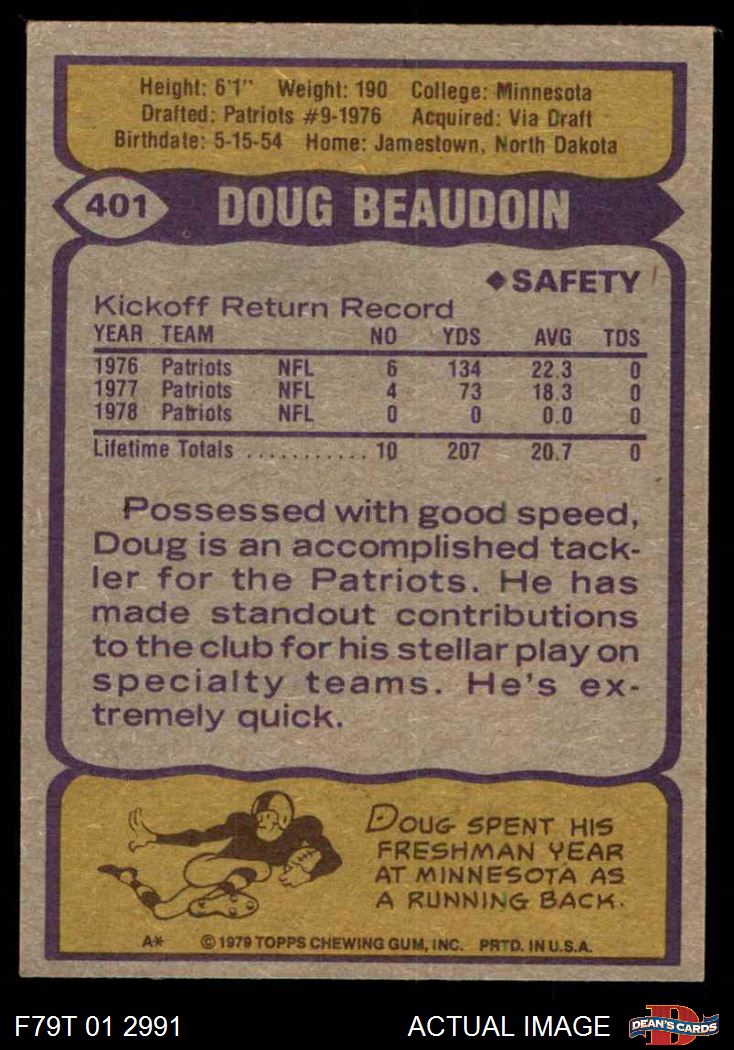 Height: 6'1" Weight: 190 College: Minnesota
Drafted: Patriots #9-1976 Acquired: Via Draft
Birthdate: 5-15-54 Home: Jamestown, North Dakota
401 DOUG BEAUDOIN
◆SAFETY
Kickoff Return Record
YEAR TEAM NO YDS AVG TDS
1976 Patriots NFL 6 134 22.3 0
1977 Patriots NFL 4 73 18.3 0
1978 Patriots NFL 0 0 0.0 0
Lifetime Totals ........... 10 207 20.7 0
Possessed with good speed,
Doug is an accomplished tack-
ler for the Patriots. He has
made standout contributions
to the club for his stellar play on
specialty teams. He's ex-
tremely quick.
DOUG SPENT HIS
FRESHMAN YEAR
AT MINNESOTA AS
A RUNNING BACK.
A* ©1979 TOPPS CHEWING GUM, INC. PRTD. IN U.S.A.
F79T 01 2991 ACTUAL IMAGE D DEAN'S CARDS